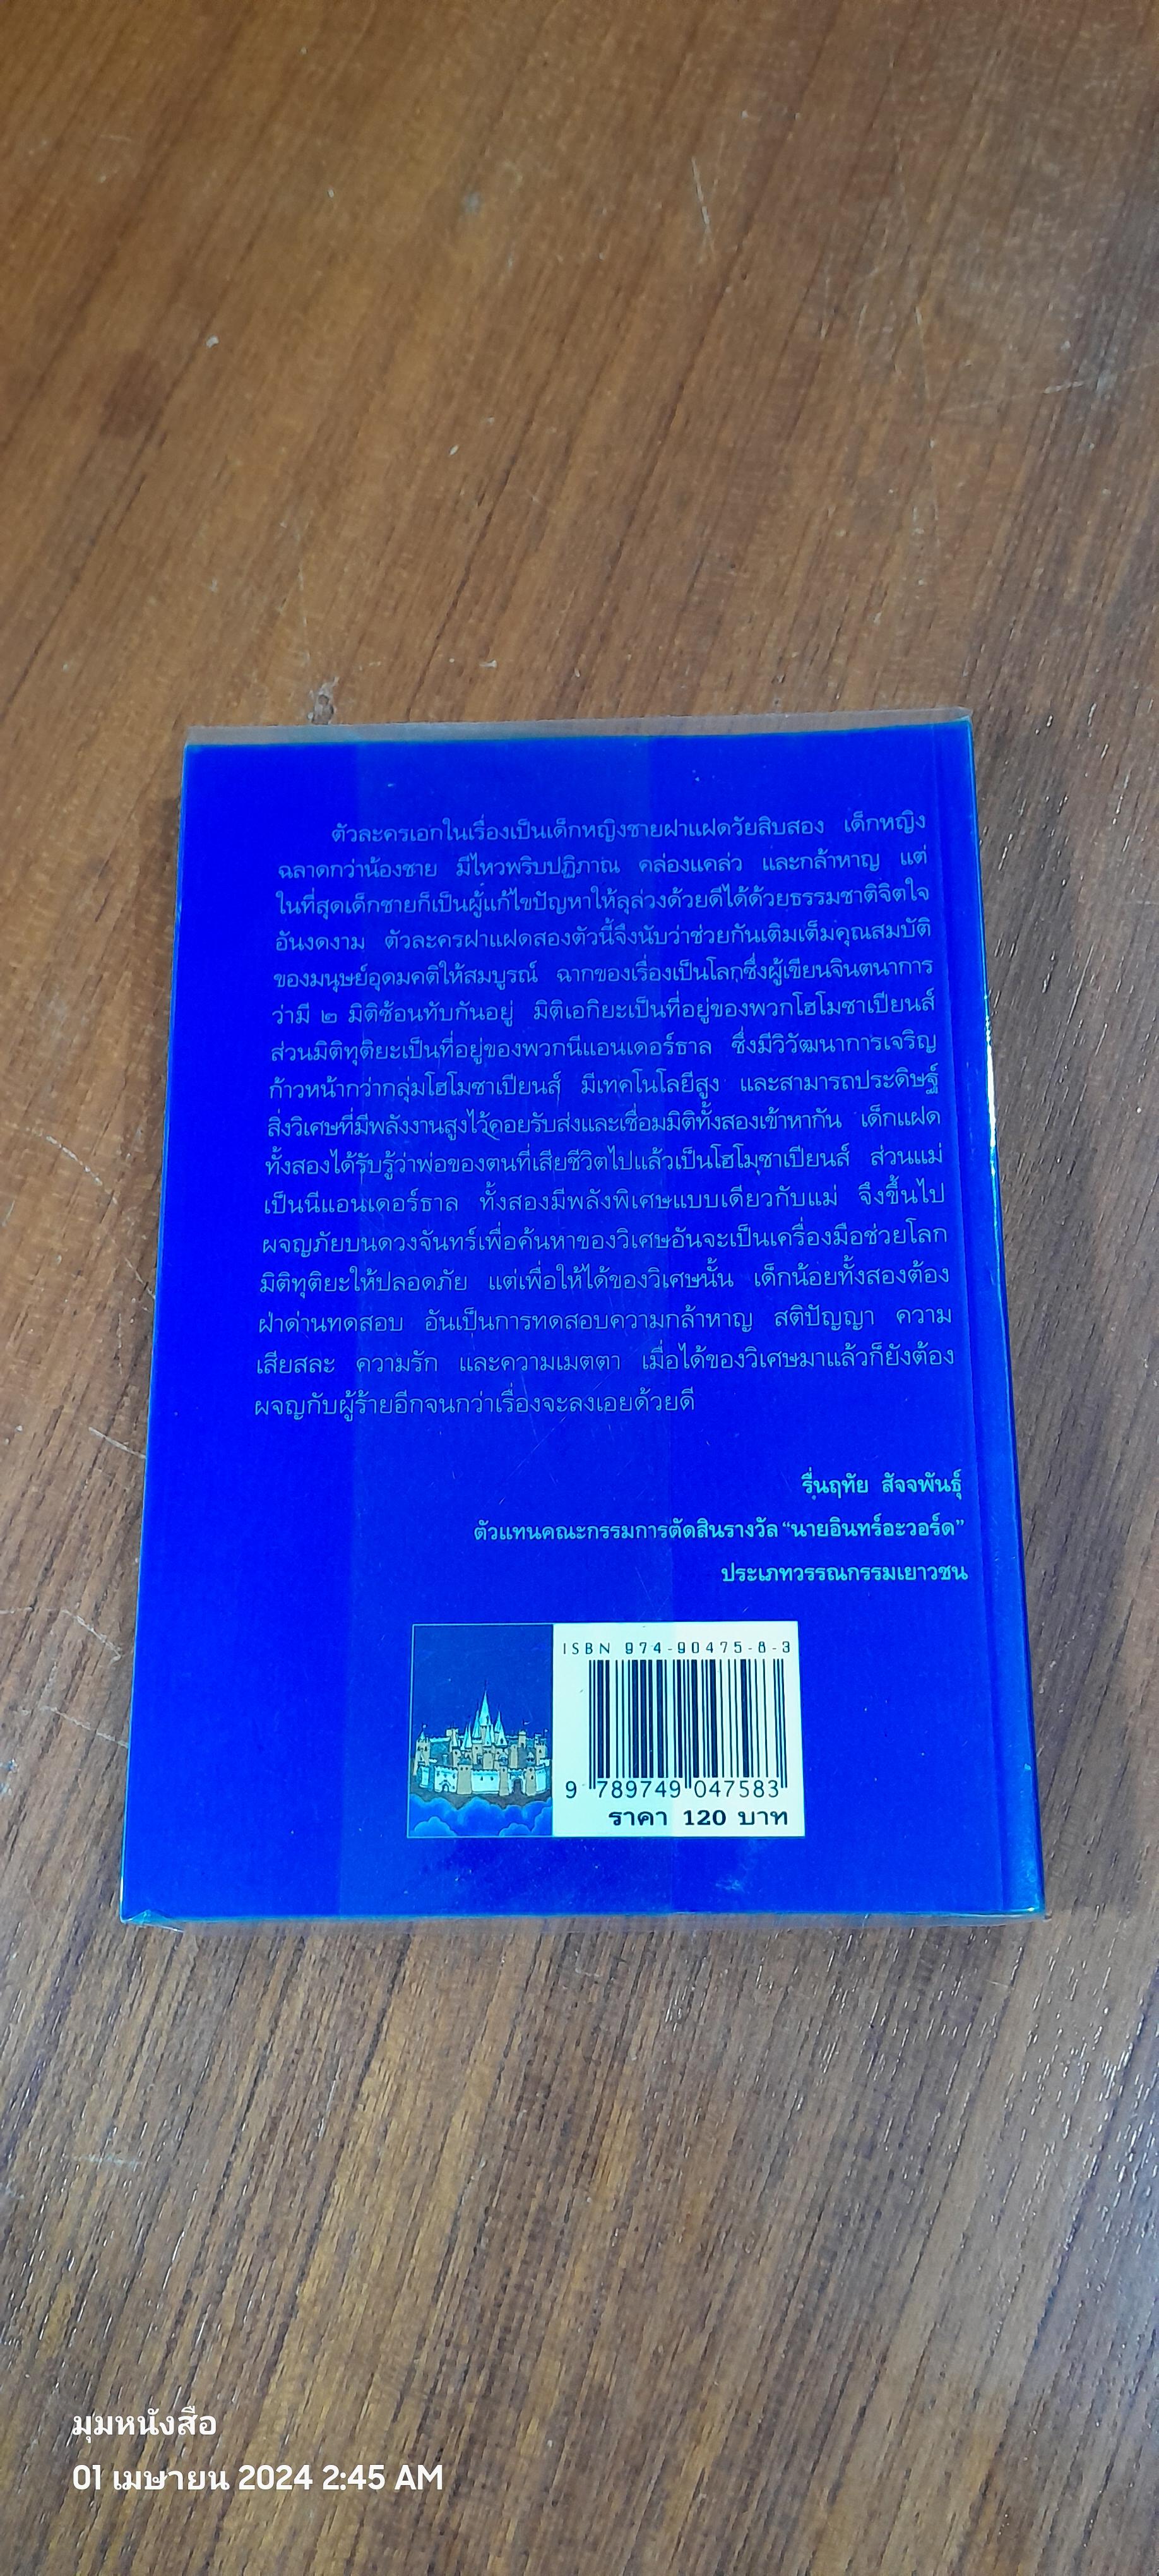 ตัวละครเอกในเรื่องเป็นเด็กหญิงชายฝาแฝดวัยสิบสอง เด็กหญิง
ฉลาดกว่าน้องชาย มีไหวพริบปฏิภาณ คล่องแคล่ว และกล้าหาญ แต่
ในที่สุดเด็กชายก็เป็นผู้แก้ไขปัญหาให้ลุล่วงด้วยดีได้ด้วยธรรมชาติจิตใจ
อันงดงาม ตัวละครฝาแฝดสองตัวนี้จึงนับว่าช่วยกันเติมเต็มคุณสมบัติ
ของมนุษย์อุดมคติให้สมบูรณ์ ฉากของเรื่องเป็นโลกซึ่งผู้เขียนจินตนาการ
ว่ามี ๒ มิติซ้อนทับกันอยู่ มิติเอกิยะเป็นที่อยู่ของพวกโฮโมซาเปียนส์
ส่วนมิติทุติยะเป็นที่อยู่ของพวกนีแอนเดอร์ธาล ซึ่งมีวิวัฒนาการเจริญ
ก้าวหน้ากว่ากลุ่มโฮโมซาเปียนส์ มีเทคโนโลยีสูง และสามารถประดิษฐ์
สิ่งวิเศษที่มีพลังงานสูงไว้คอยรับส่งและเชื่อมมิติทั้งสองเข้าหากัน เด็กแฝด
ทั้งสองได้รับรู้ว่าพ่อของตนที่เสียชีวิตไปแล้วเป็นโฮโมซาเปียนส์ ส่วนแม่
เป็นนีแอนเดอร์ธาล ทั้งสองมีพลังพิเศษแบบเดียวกับแม่ จึงขึ้นไป
ผจญภัยบนดวงจันทร์เพื่อค้นหาของวิเศษอันจะเป็นเครื่องมือช่วยโลก
มิติทุติยะให้ปลอดภัย แต่เพื่อให้ได้ของวิเศษนั้น เด็กน้อยทั้งสองต้อง
ฝ่าด่านทดสอบ อันเป็นการทดสอบความกล้าหาญ สติปัญญา ความ
เสียสละ ความรัก และความเมตตา เมื่อได้ของวิเศษมาแล้วก็ยังต้อง
ผจญกับผู้ร้ายอีกจนกว่าเรื่องจะลงเอยด้วยดี
รื่นฤทัย สัจจพันธุ์
ตัวแทนคณะกรรมการตัดสินรางวัล “นายอินทร์อะวอร์ด”
ประเภทวรรณกรรมเยาวชน
ISBN 974-90475-8-3
9 789749 047583
ราคา 120 บาท
มุมหนังสือ
01 เมษายน 2024 2:45 AM